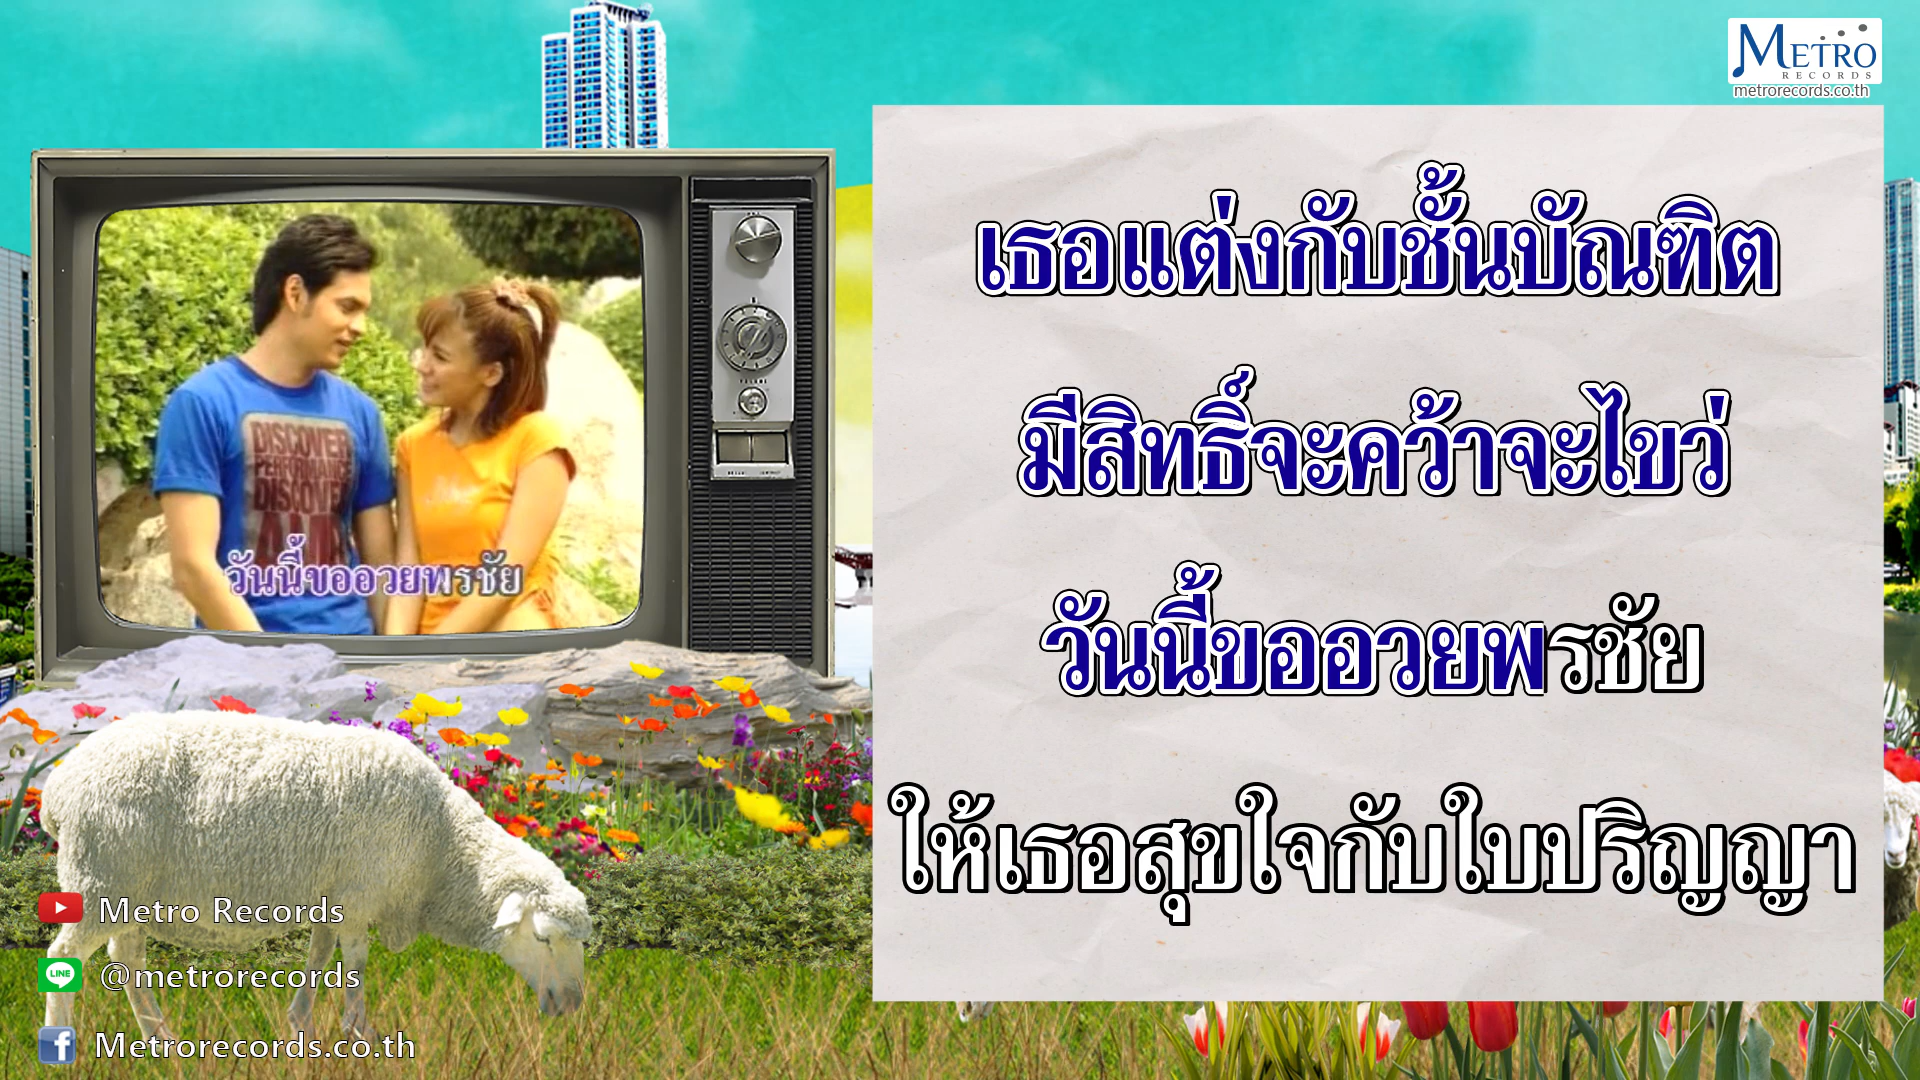 METRO
RECORDS
metrorecords.co.th
เธอแต่งกับชั้นบัณฑิต
มีสิทธิ์จะคว้าจะไขว่
วันนี้ขออวยพรชัย
ให้เธอสุขใจกับใบปริญญา
DISCOVER
DISCOVER
วันนี้ขออวยพรชัย
Metro Records
LINE
@metrorecords
f
Metrorecords.co.th